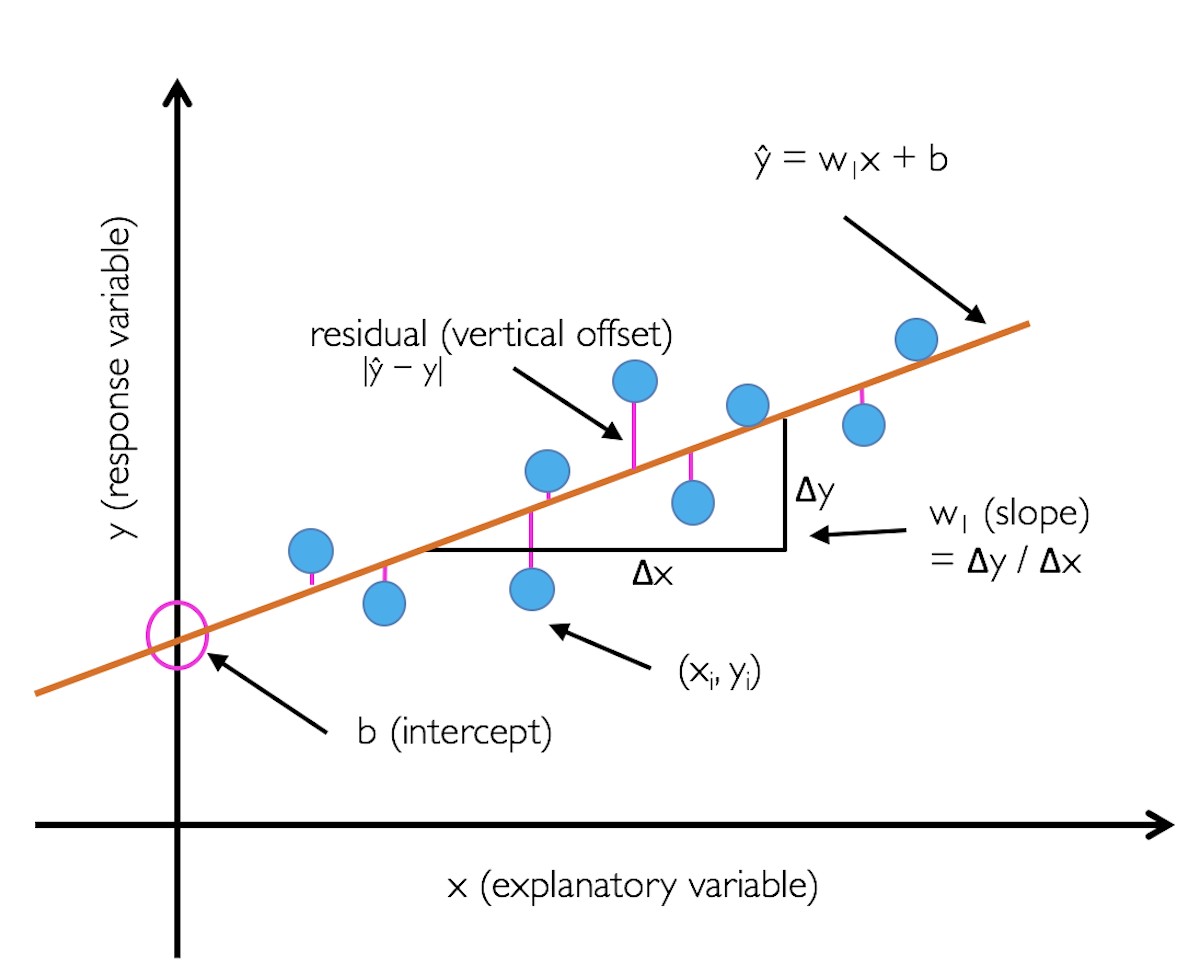 ŷ = w₁x + b
y (response variable)
residual (vertical offset)
|ŷ − y|
Δy
w₁ (slope)
= Δy / Δx
Δx
(xᵢ, yᵢ)
b (intercept)
x (explanatory variable)